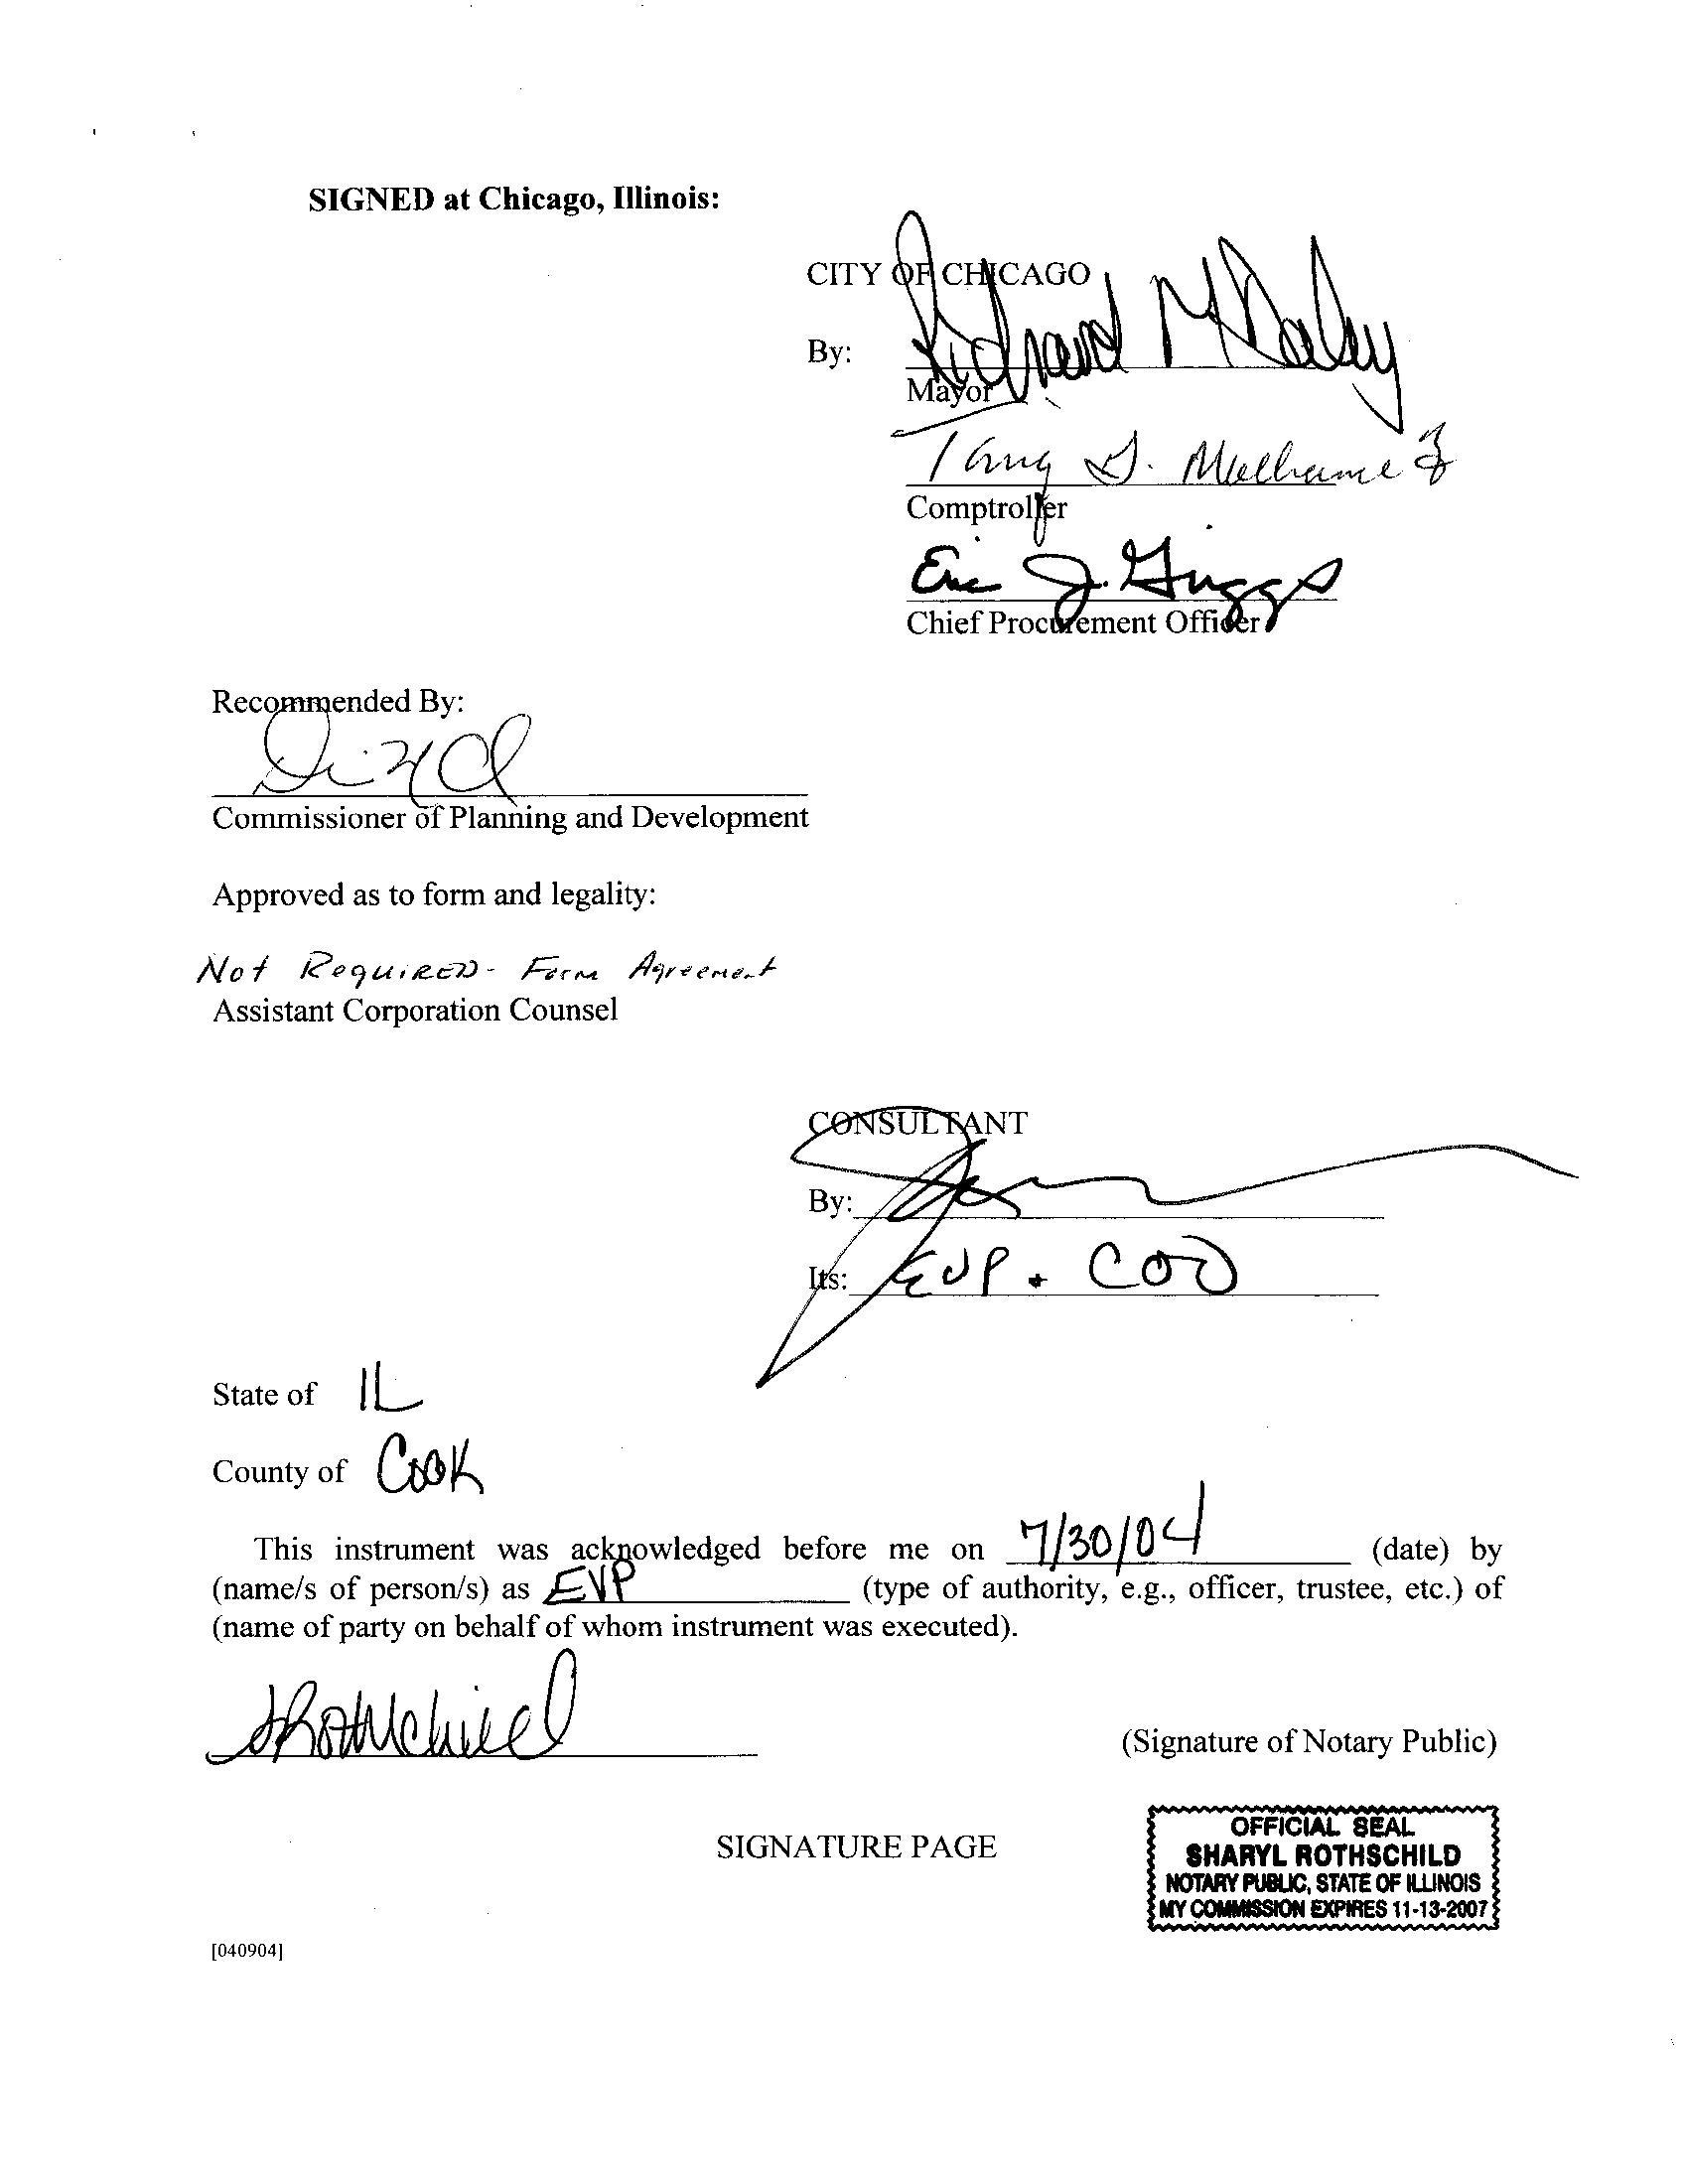 SIGNED at Chicago, Illinois:
CITY OF CHICAGO
By: Richard M Daley
Mayor
D.
Comptroller
Eric J. Griggs
Chief Procurement Officer
Recommended By:
Commissioner of Planning and Development
Approved as to form and legality:
Not Required - Form Agreement
Assistant Corporation Counsel
CONSULTANT
By:
Its: EVP + COO
State of IL
County of Cook
This instrument was acknowledged before me on 7/30/04 (date) by
(name/s of person/s) as EVP (type of authority, e.g., officer, trustee, etc.) of
(name of party on behalf of whom instrument was executed).
SRothschild
(Signature of Notary Public)
SIGNATURE PAGE
OFFICIAL SEAL
SHARYL ROTHSCHILD
NOTARY PUBLIC, STATE OF ILLINOIS
MY COMMISSION EXPIRES 11-13-2007
[040904]